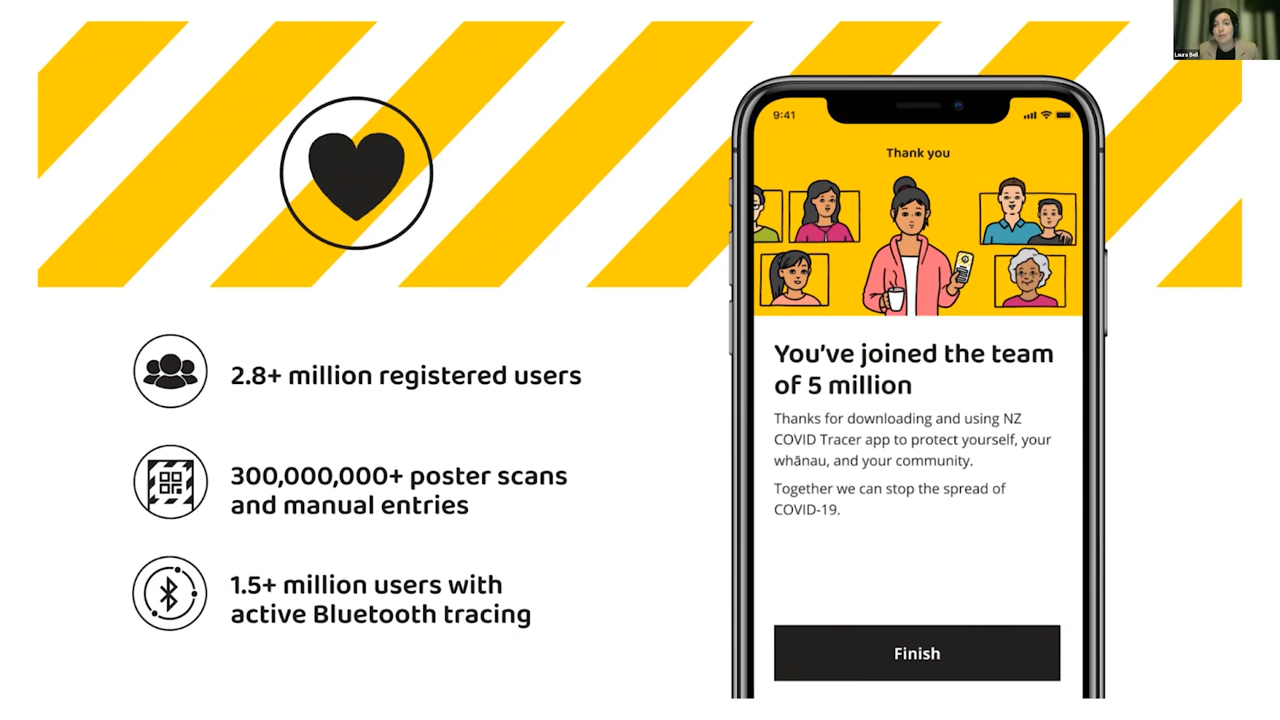 Laura Bell
9:41
Thank you
2.8+ million registered users
300,000,000+ poster scans
and manual entries
1.5+ million users with
active Bluetooth tracing
You've joined the team
of 5 million
Thanks for downloading and using NZ
COVID Tracer app to protect yourself, your
whānau, and your community.
Together we can stop the spread of
COVID-19.
Finish